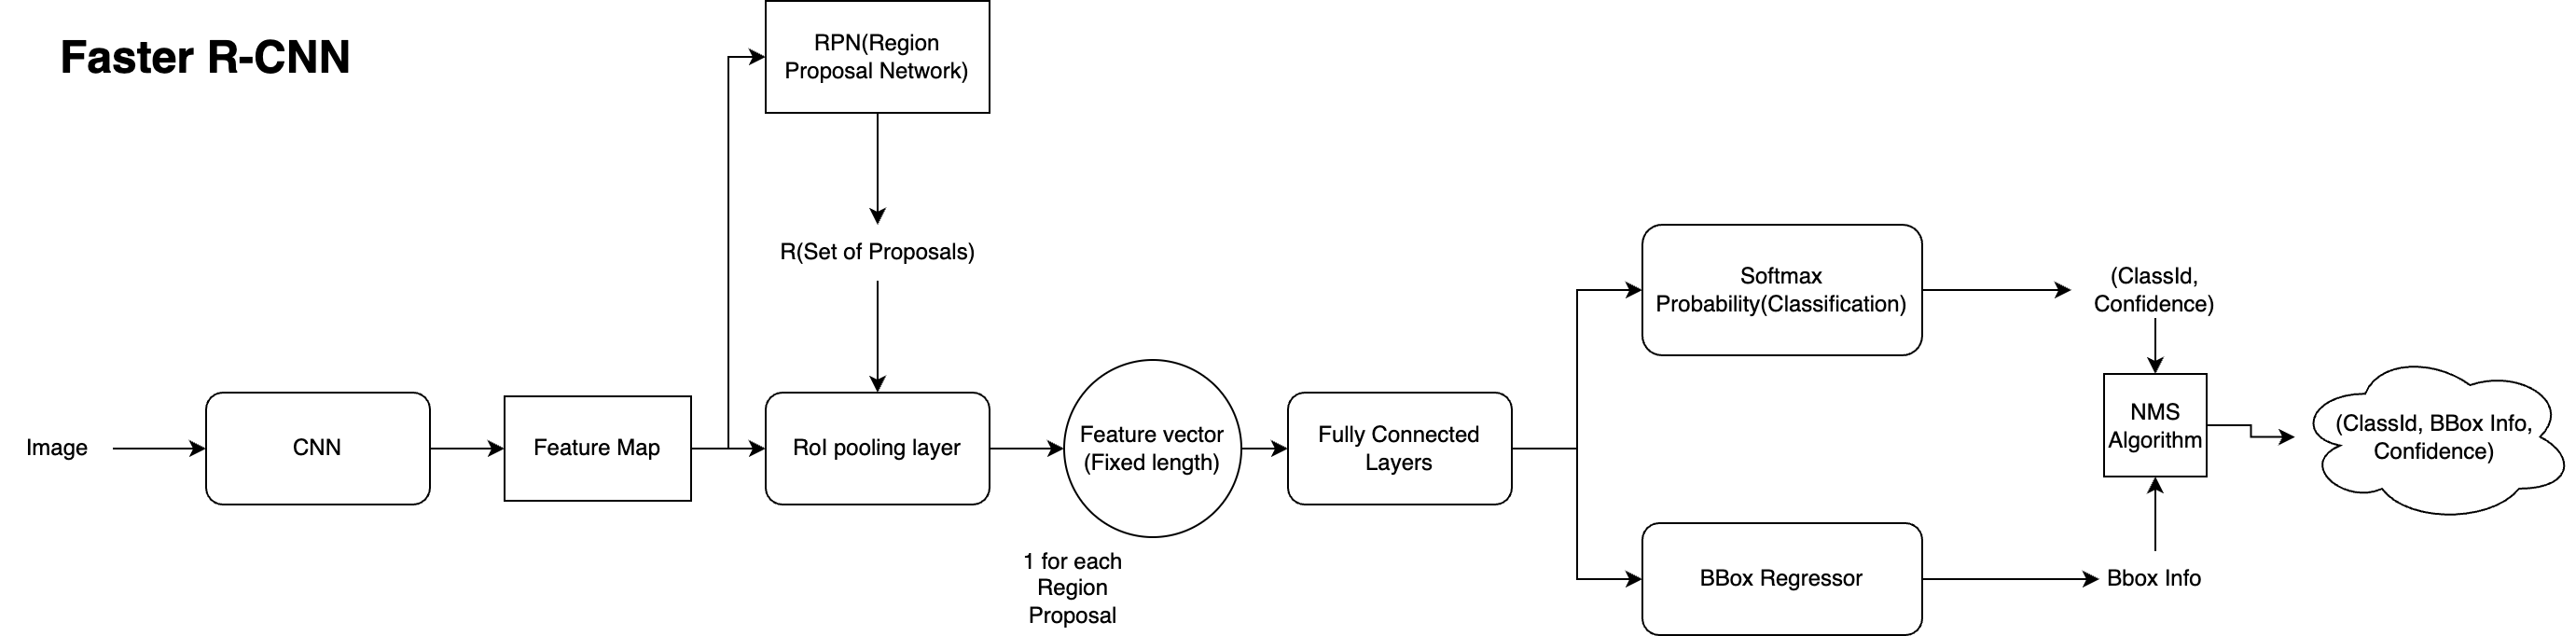 Faster R-CNN
RPN(Region
Proposal Network)
R(Set of Proposals)
Image
CNN
Feature Map
RoI pooling layer
Feature vector
(Fixed length)
1 for each
Region
Proposal
Fully Connected
Layers
Softmax
Probability(Classification)
(ClassId,
Confidence)
BBox Regressor
Bbox Info
NMS
Algorithm
(ClassId, BBox Info,
Confidence)